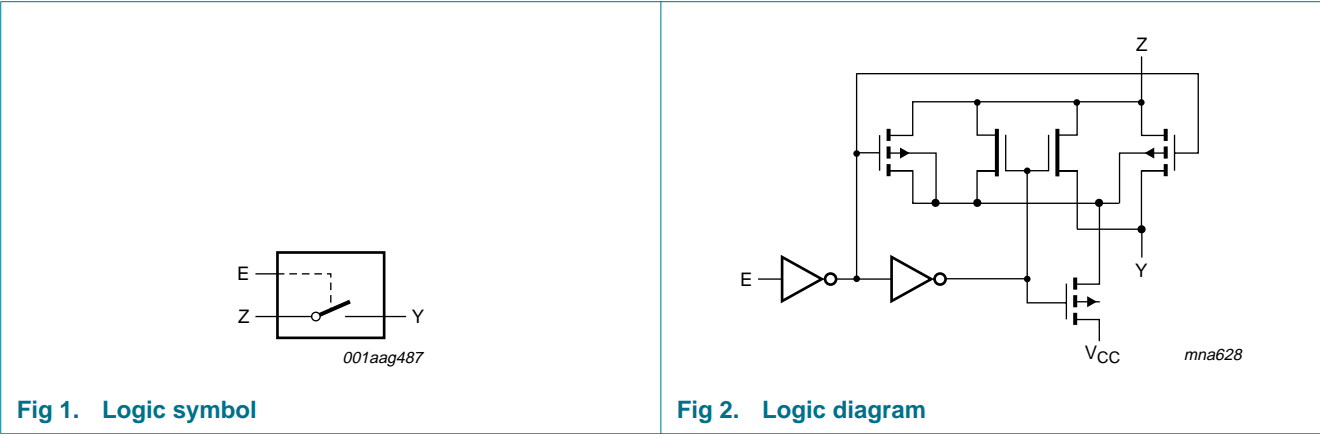 E
Z
Y
001aag487
Fig 1. Logic symbol
Z
E
Y
VCC
mna628
Fig 2. Logic diagram